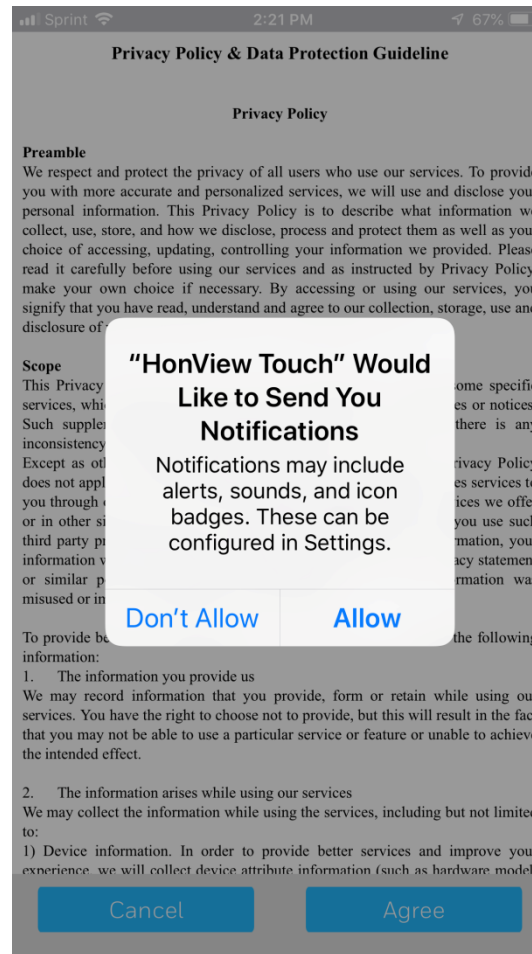 Sprint 2:21 PM 67%
Privacy Policy & Data Protection Guideline
Privacy Policy
Preamble
We respect and protect the privacy of all users who use our services. To provid
you with more accurate and personalized services, we will use and disclose you
personal information. This Privacy Policy is to describe what information w
collect, use, store, and how we disclose, process and protect them as well as you
choice of accessing, updating, controlling your information we provided. Pleas
read it carefully before using our services and as instructed by Privacy Policy
make your own choice if necessary. By accessing or using our services, yo
signify that you have read, understand and agree to our collection, storage, use and
disclosure of
Scope
This Privacy some specifi
services, whi es or notices
Such supple there is any
inconsistency
Except as ot rivacy Policy
does not appl es services to
you through ices we offe
or in other si you use such
third party pr rmation, you
information v acy statemen
or similar p rmation wa
misused or in
"HonView Touch" Would
Like to Send You
Notifications
Notifications may include
alerts, sounds, and icon
badges. These can be
configured in Settings.
Don't Allow Allow
To provide be the following
information:
1. The information you provide us
We may record information that you provide, form or retain while using ou
services. You have the right to choose not to provide, but this will result in the fac
that you may not be able to use a particular service or feature or unable to achieve
the intended effect.
2. The information arises while using our services
We may collect the information while using the services, including but not limited
to:
1) Device information. In order to provide better services and improve you
experience, we will collect device attribute information (such as hardware model
Cancel Agree